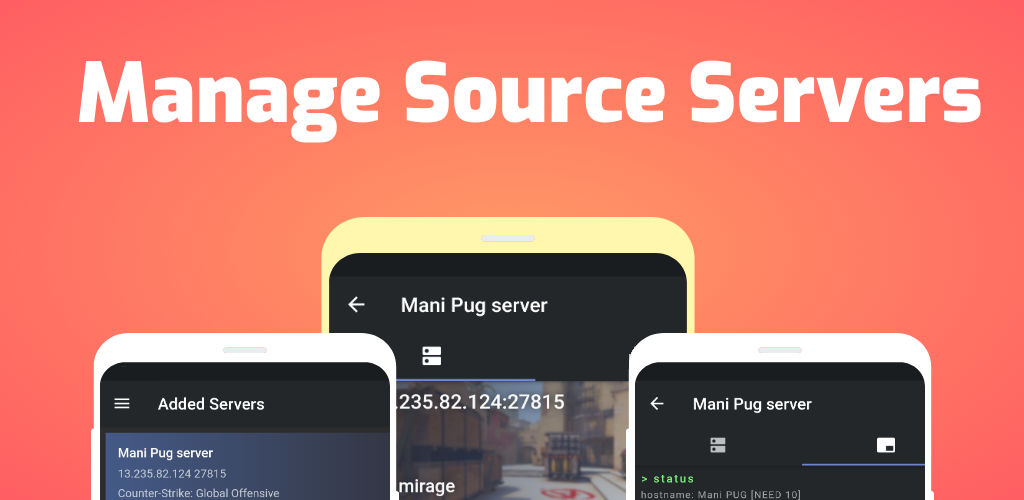 Manage Source Servers
Mani Pug server
.235.82.124:27815
mirage
Added Servers
Mani Pug server
13.235.82.124 27815
Counter-Strike: Global Offensive
Mani Pug server
> status
hostname: Mani PUG [NEED 10]